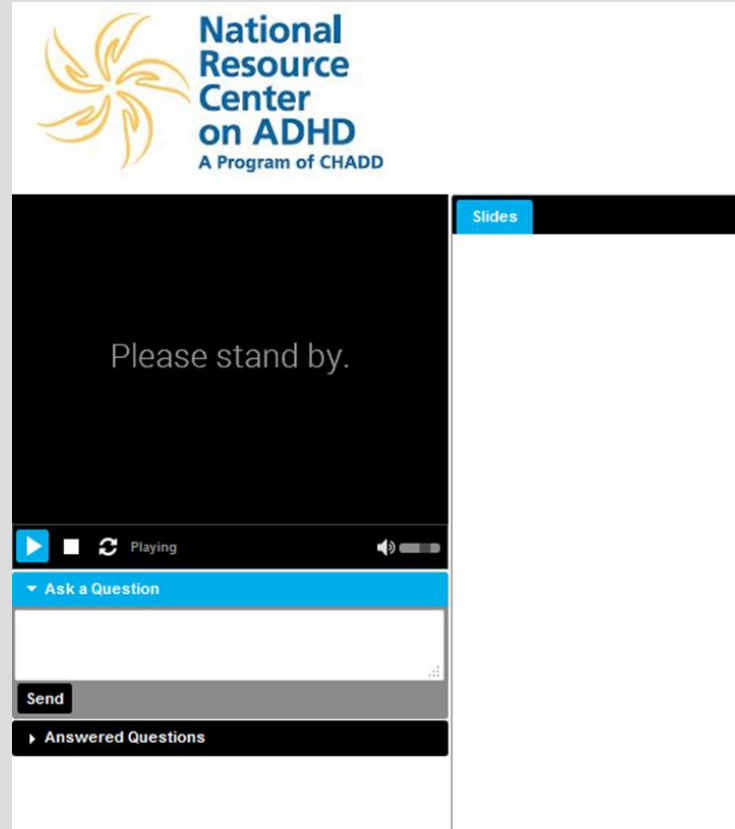 National
Resource
Center
on ADHD
A Program of CHADD
Slides
Please stand by.
Playing
Ask a Question
Send
Answered Questions